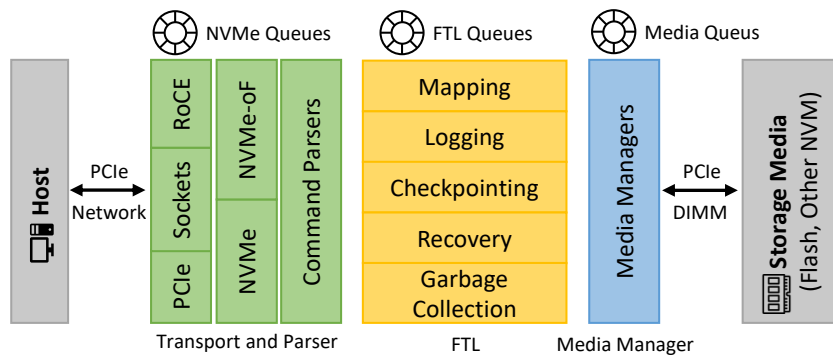 NVMe Queues
FTL Queues
Media Queus
Host
PCIe
Network
RoCE
Sockets
PCIe
NVMe-oF
NVMe
Command Parsers
Mapping
Logging
Checkpointing
Recovery
Garbage
Collection
Media Managers
PCIe
DIMM
Storage Media
(Flash, Other NVM)
Transport and Parser
FTL
Media Manager